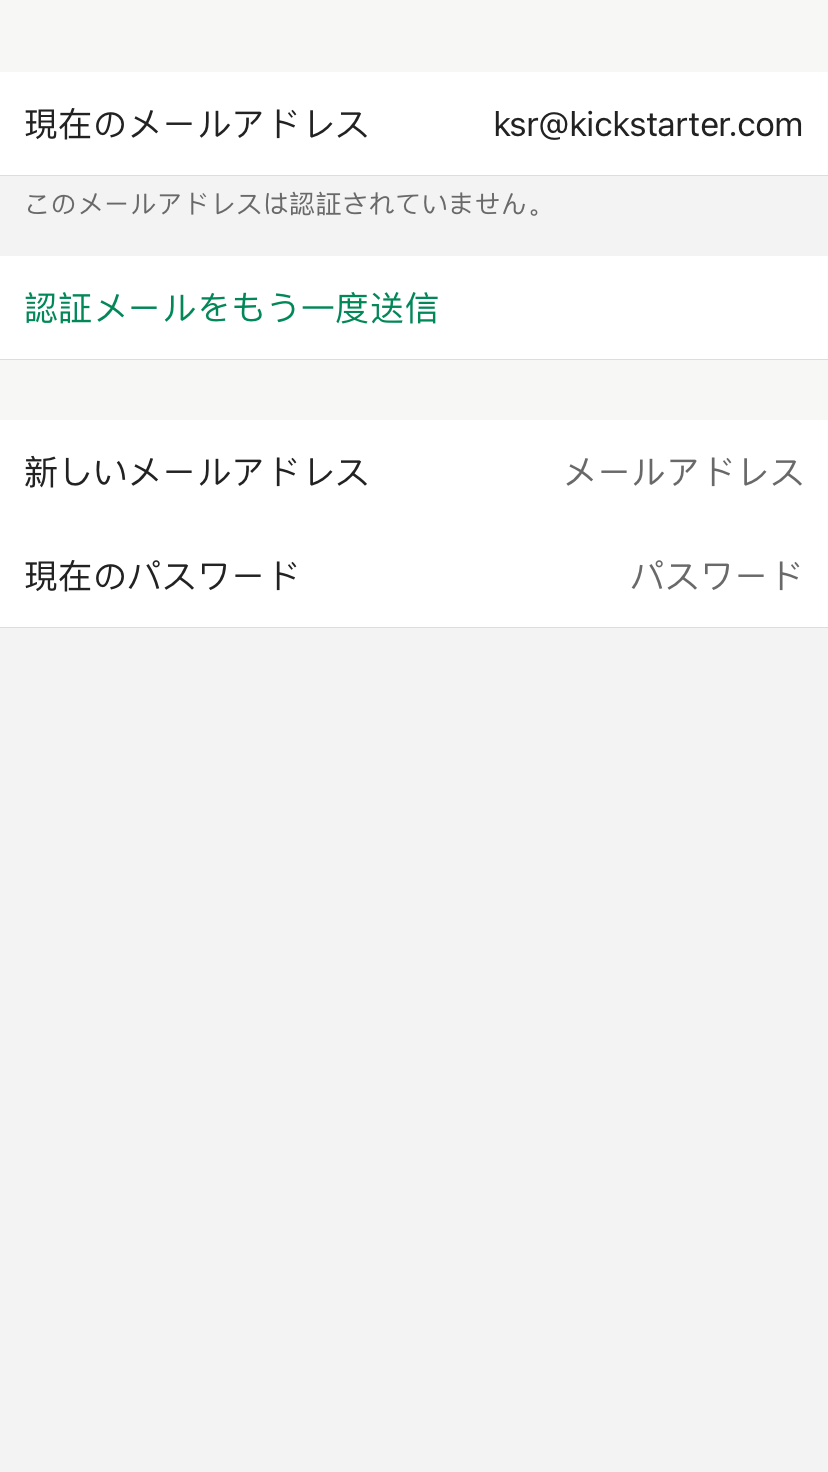 現在のメールアドレス ksr@kickstarter.com
このメールアドレスは認証されていません。
認証メールをもう一度送信
新しいメールアドレス メールアドレス
現在のパスワード パスワード